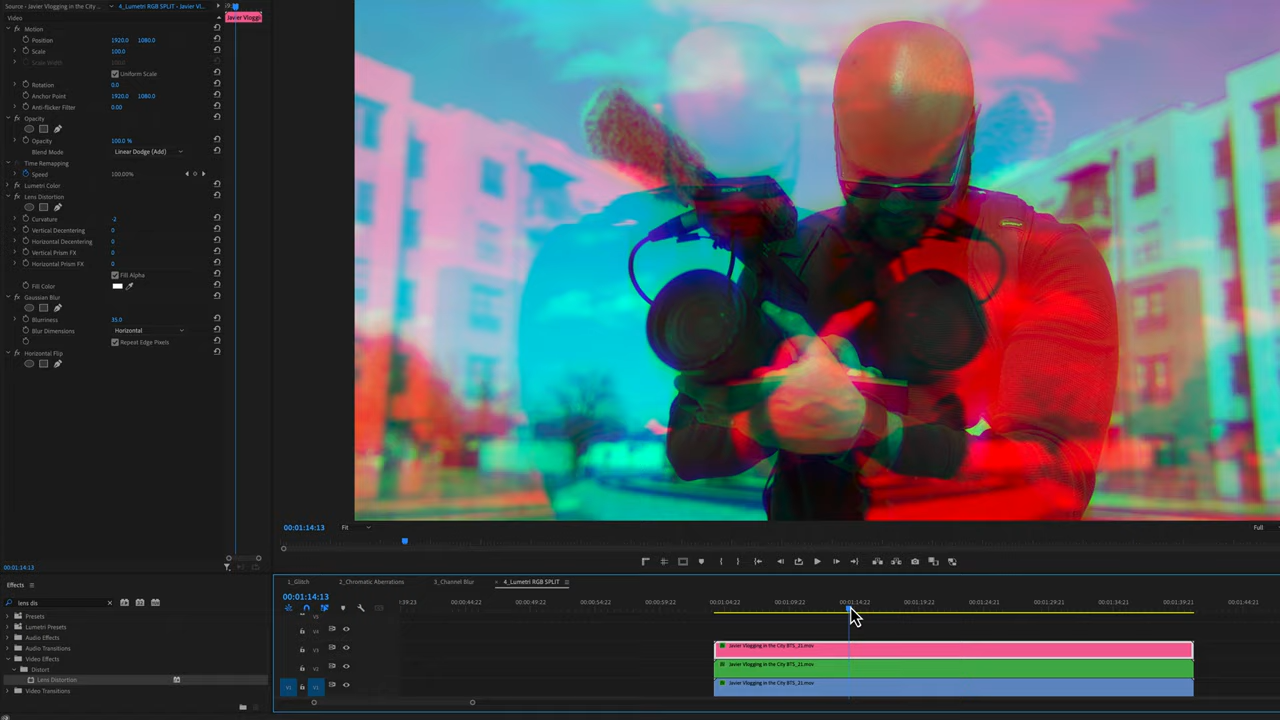 Source - Javier Vlogging in the City ...
4_Lumetri RGB SPLIT - Javier Vl...
Javier Vloggi
Video
Motion
Position 1920.0 1080.0
Scale 100.0
Scale Width 100.0
Uniform Scale
Rotation 0.0
Anchor Point 1920.0 1080.0
Anti-flicker Filter 0.00
Opacity
Opacity 100.0 %
Blend Mode Linear Dodge (Add)
Time Remapping
Speed 100.00%
Lumetri Color
Lens Distortion
Curvature -2
Vertical Decentering 0
Horizontal Decentering 0
Vertical Prism FX 0
Horizontal Prism FX 0
Fill Alpha
Fill Color
Gaussian Blur
Blurriness 35.0
Blur Dimensions Horizontal
Repeat Edge Pixels
Horizontal Flip
SONY
00:01:14:13 Fit Full
00:01:14:13
Effects
lens dis
Presets
Lumetri Presets
Audio Effects
Audio Transitions
Video Effects
Distort
Lens Distortion
Video Transitions
1_Glitch 2_Chromatic Aberrations 3_Channel Blur 4_Lumetri RGB SPLIT
00:01:14:13
:39:23 00:00:44:22 00:00:49:22 00:00:54:22 00:00:59:22 00:01:04:22 00:01:09:22 00:01:14:22 00:01:19:22 00:01:24:21 00:01:29:21 00:01:34:21 00:01:39:21 00:01:44:21
V5
V4
V3 Javier Vlogging in the City BTS_21.mov
V2 Javier Vlogging in the City BTS_21.mov
V1 V1 Javier Vlogging in the City BTS_21.mov